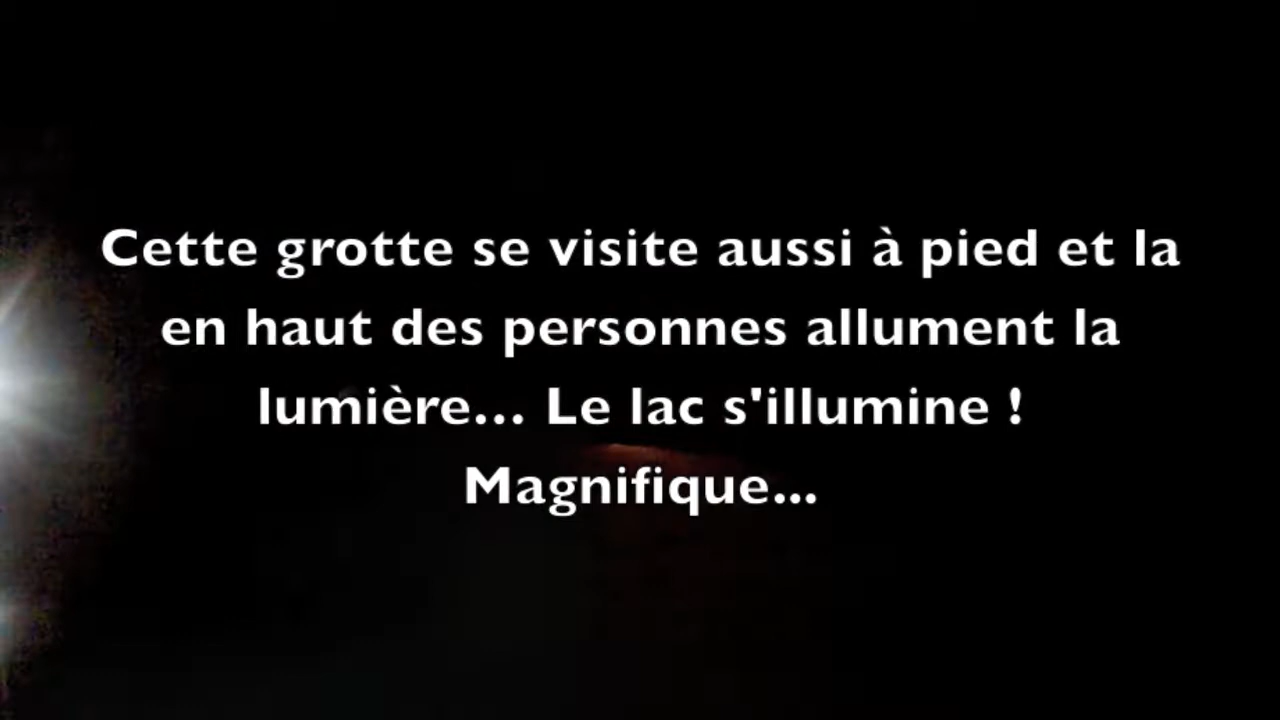 Cette grotte se visite aussi à pied et la
en haut des personnes allument la
lumière... Le lac s'illumine !
Magnifique...